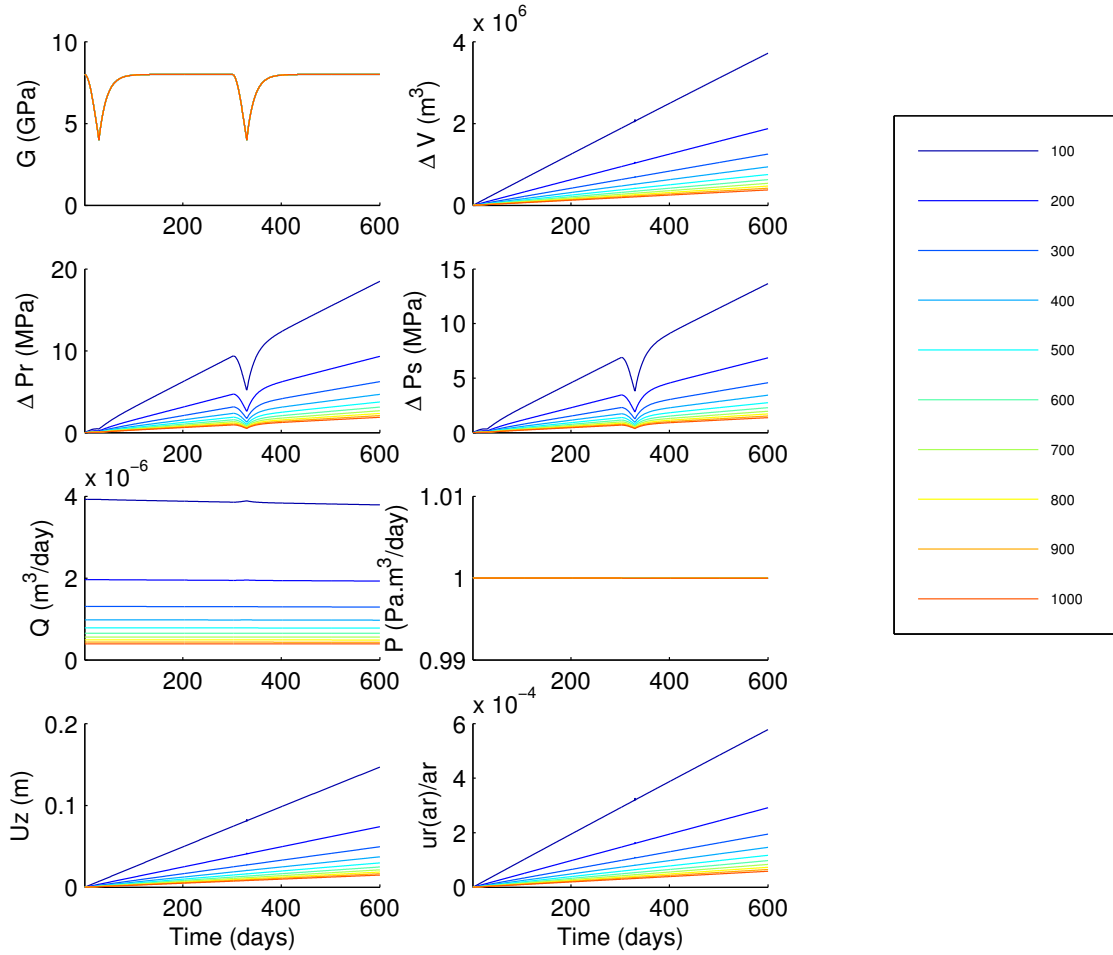 x 10^6
10
5
0
G (GPa)
200 400 600
4
2
0
Δ V (m^3)
200 400 600
20
10
0
Δ Pr (MPa)
200 400 600
15
10
5
0
Δ Ps (MPa)
200 400 600
x 10^−6
4
2
0
Q (m^3/day)
200 400 600
1.01
1
0.99
P (Pa.m^3/day)
200 400 600
0.2
0.1
0
Uz (m)
200 400 600
Time (days)
x 10^−4
6
4
2
0
ur(ar)/ar
200 400 600
Time (days)
100
200
300
400
500
600
700
800
900
1000